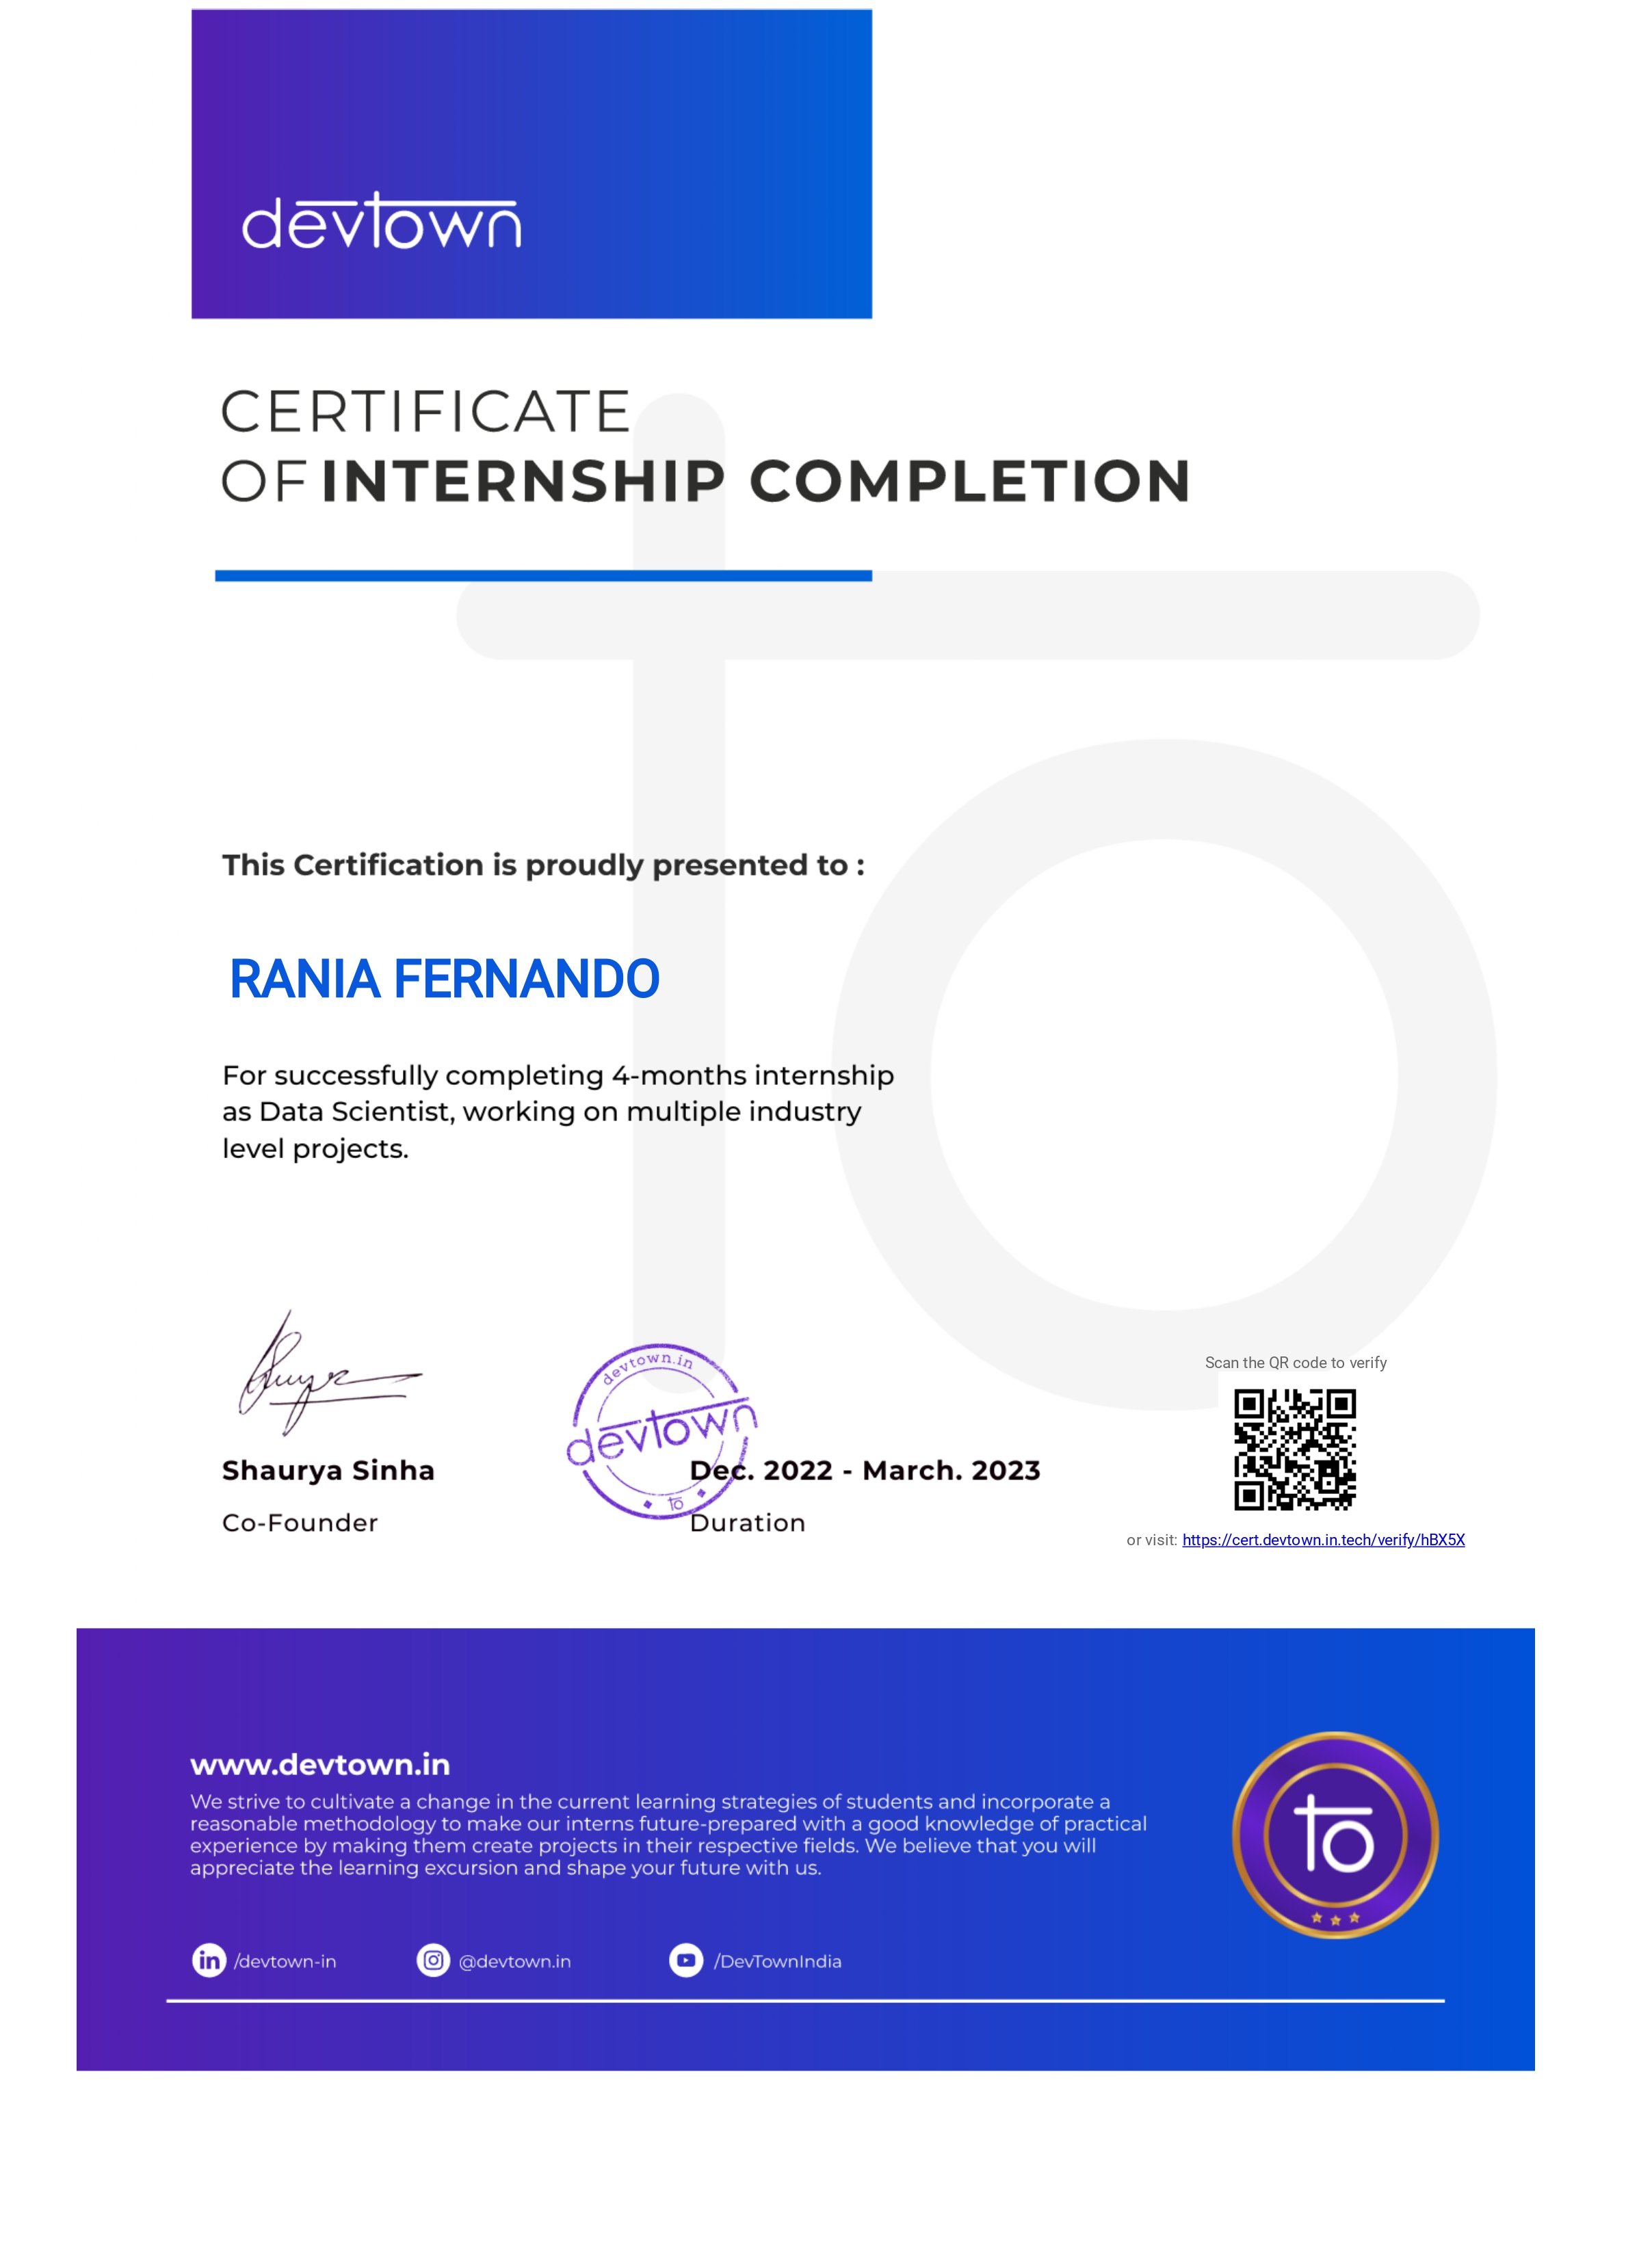 devtown
CERTIFICATE
OF INTERNSHIP COMPLETION
This Certification is proudly presented to :
RANIA FERNANDO
For successfully completing 4-months internship
as Data Scientist, working on multiple industry
level projects.
devtown.in
devtown
to
Shaurya Sinha
Co-Founder
Dec. 2022 - March. 2023
Duration
Scan the QR code to verify
or visit: https://cert.devtown.in.tech/verify/hBX5X
www.devtown.in
We strive to cultivate a change in the current learning strategies of students and incorporate a
reasonable methodology to make our interns future-prepared with a good knowledge of practical
experience by making them create projects in their respective fields. We believe that you will
appreciate the learning excursion and shape your future with us.
to
in /devtown-in
@devtown.in
/DevTownIndia